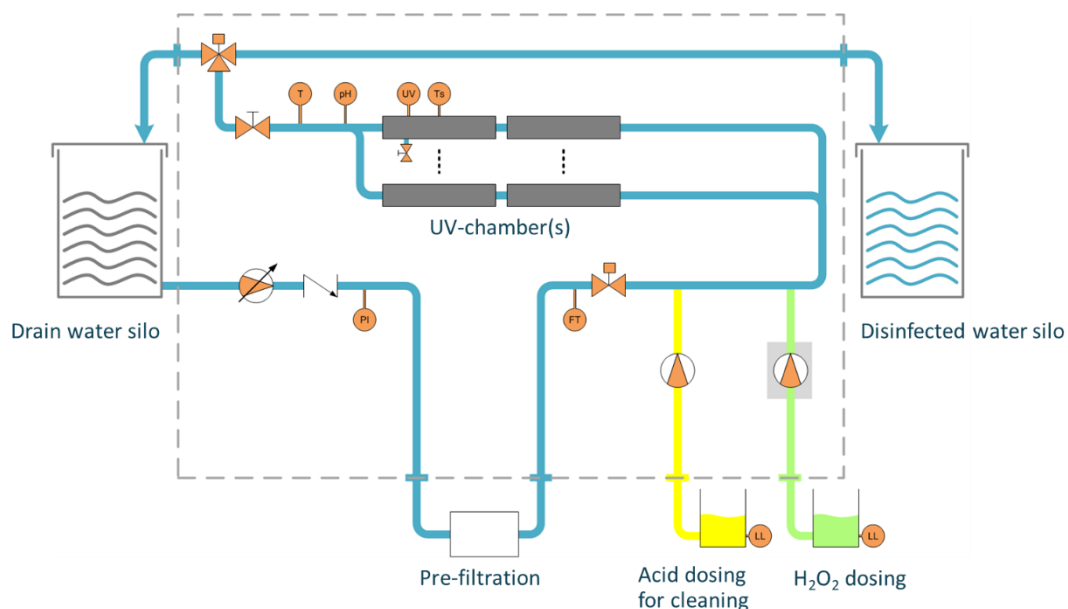 T
pH
UV
Ts
UV-chamber(s)
PI
FT
Drain water silo
Disinfected water silo
LL
LL
Pre-filtration
Acid dosing
for cleaning
H₂O₂ dosing